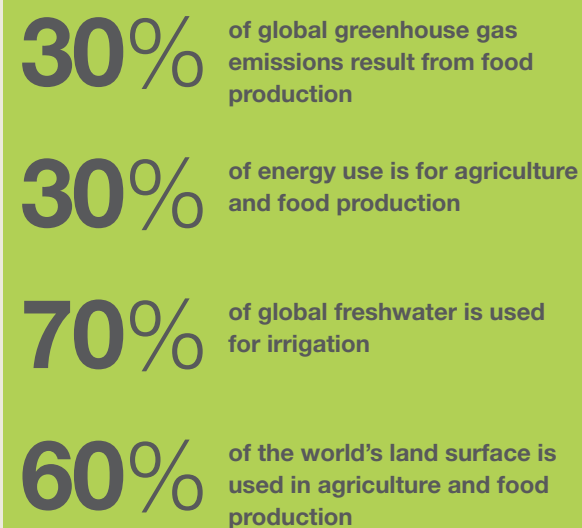 30% of global greenhouse gas
emissions result from food
production
30% of energy use is for agriculture
and food production
70% of global freshwater is used
for irrigation
60% of the world's land surface is
used in agriculture and food
production